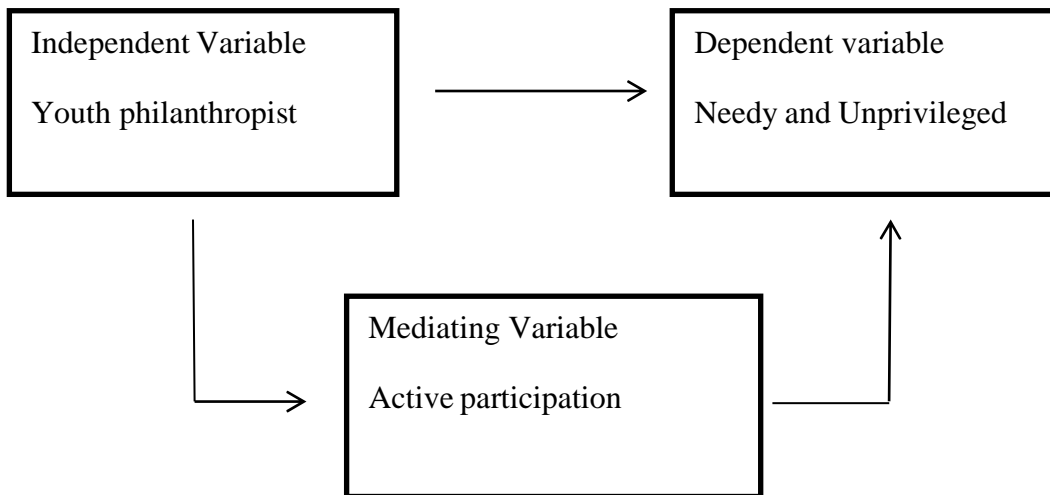 Independent Variable
Youth philanthropist
Dependent variable
Needy and Unprivileged
Mediating Variable
Active participation